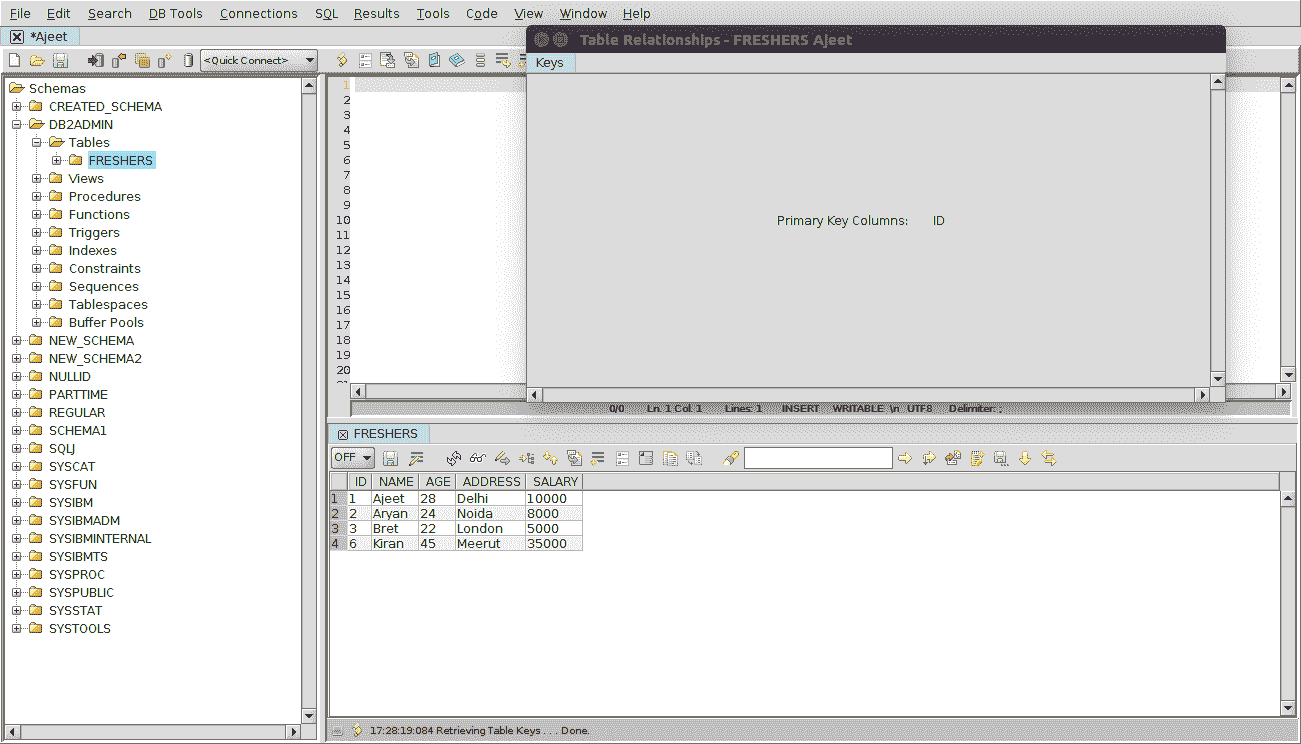 File Edit Search DB Tools Connections SQL Results Tools Code View Window Help
*Ajeet
<Quick Connect>
Schemas
CREATED_SCHEMA
DB2ADMIN
Tables
FRESHERS
Views
Procedures
Functions
Triggers
Indexes
Constraints
Sequences
Tablespaces
Buffer Pools
NEW_SCHEMA
NEW_SCHEMA2
NULLID
PARTTIME
REGULAR
SCHEMA1
SQLJ
SYSCAT
SYSFUN
SYSIBM
SYSIBMADM
SYSIBMINTERNAL
SYSIBMTS
SYSPROC
SYSPUBLIC
SYSSTAT
SYSTOOLS
1
2
3
4
5
6
7
8
9
10
11
12
13
14
15
16
17
18
19
20
Table Relationships - FRESHERS Ajeet
Keys
Primary Key Columns: ID
0/0 Ln. 1 Col. 1 Lines: 1 INSERT WRITABLE \n UTF8 Delimiter: ;
FRESHERS
OFF
ID NAME AGE ADDRESS SALARY
1 1 Ajeet 28 Delhi 10000
2 2 Aryan 24 Noida 8000
3 3 Bret 22 London 5000
4 6 Kiran 45 Meerut 35000
17:28:19:084 Retrieving Table Keys . . . Done.